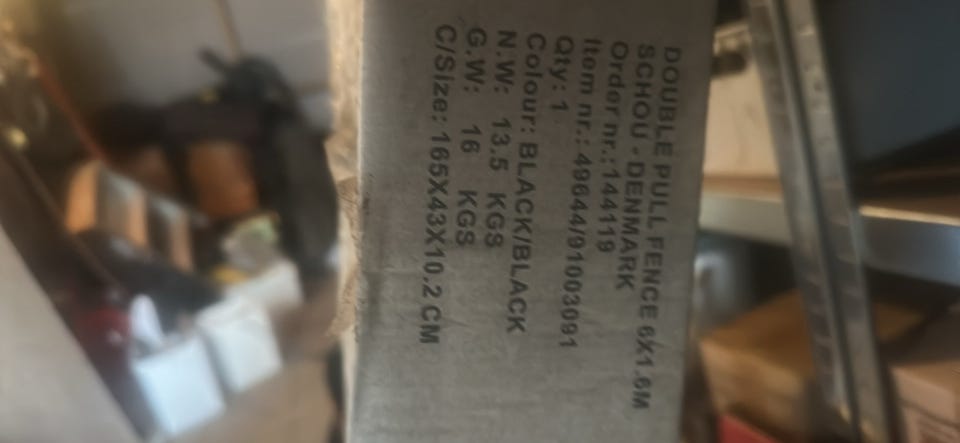 DOUBLE PULL FENCE 6X1.6M
SCHOU - DENMARK
Order nr.:144119
Item nr.: 49644/91003091
Qty: 1
Colour: BLACK/BLACK
N.W: 13.5 KGS
G.W: 16 KGS
C/Size: 165X43X10.2 CM